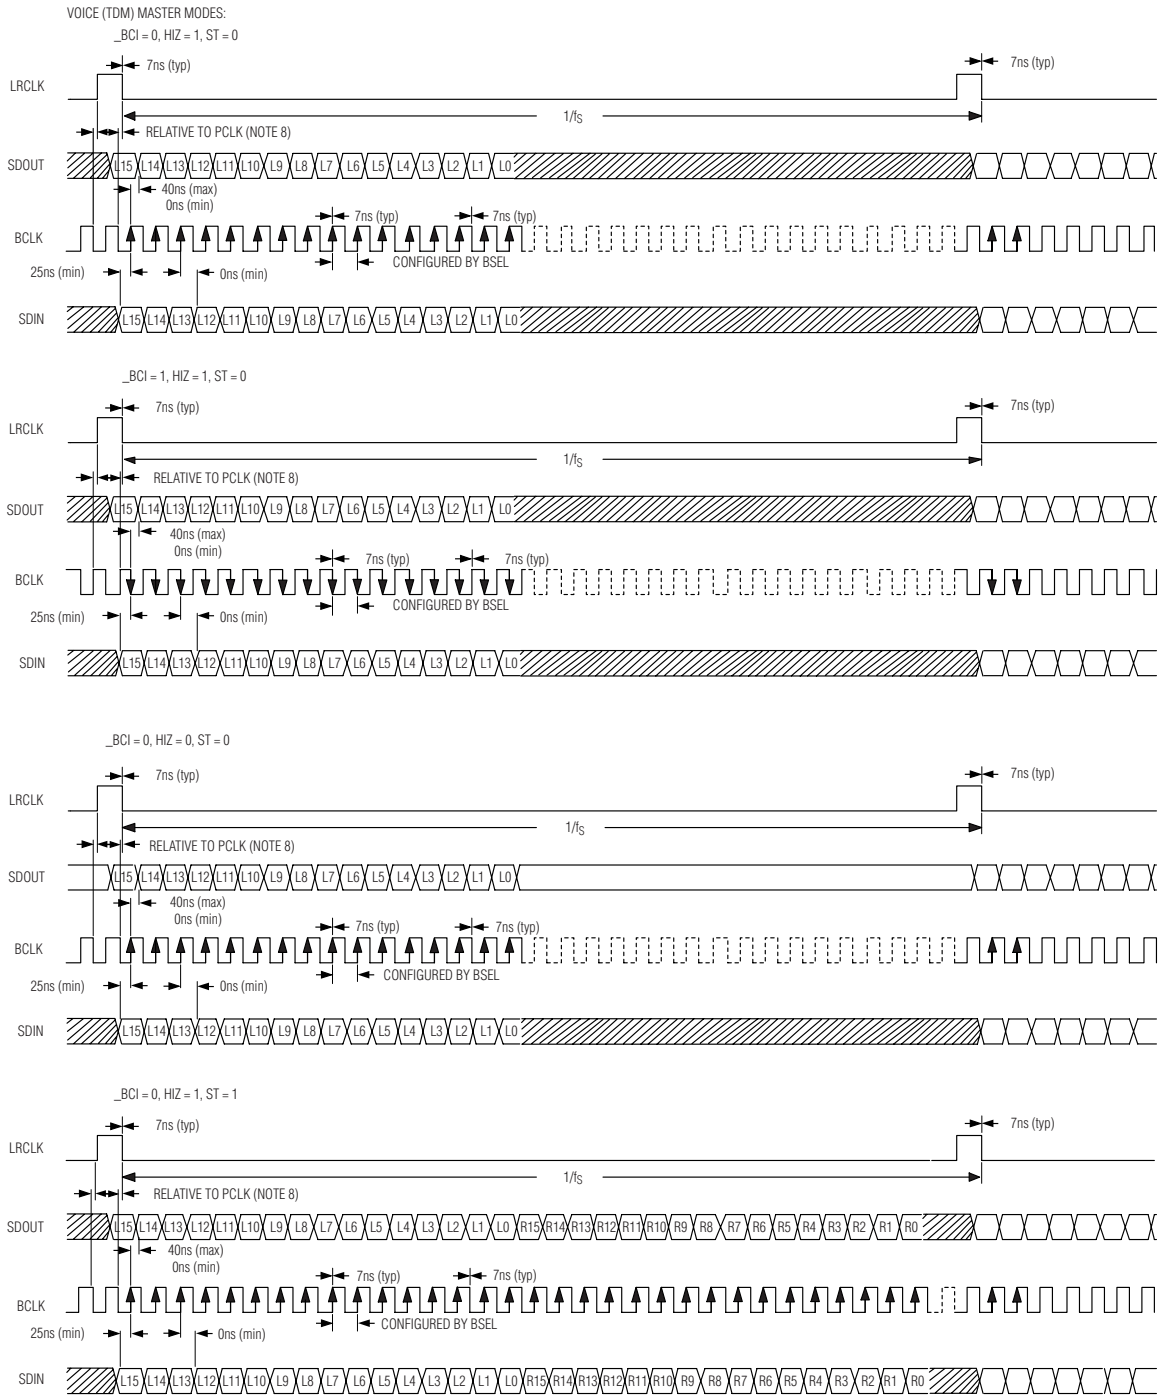 VOICE (TDM) MASTER MODES:
_BCI = 0, HIZ = 1, ST = 0
7ns (typ) 7ns (typ)
LRCLK
1/fS
RELATIVE TO PCLK (NOTE 8)
SDOUT L15 L14 L13 L12 L11 L10 L9 L8 L7 L6 L5 L4 L3 L2 L1 L0
40ns (max)
0ns (min)
7ns (typ) 7ns (typ)
BCLK
CONFIGURED BY BSEL
25ns (min) 0ns (min)
SDIN L15 L14 L13 L12 L11 L10 L9 L8 L7 L6 L5 L4 L3 L2 L1 L0
_BCI = 1, HIZ = 1, ST = 0
7ns (typ) 7ns (typ)
LRCLK
1/fS
RELATIVE TO PCLK (NOTE 8)
SDOUT L15 L14 L13 L12 L11 L10 L9 L8 L7 L6 L5 L4 L3 L2 L1 L0
40ns (max)
0ns (min)
7ns (typ) 7ns (typ)
BCLK
CONFIGURED BY BSEL
25ns (min) 0ns (min)
SDIN L15 L14 L13 L12 L11 L10 L9 L8 L7 L6 L5 L4 L3 L2 L1 L0
_BCI = 0, HIZ = 0, ST = 0
7ns (typ) 7ns (typ)
LRCLK
1/fS
RELATIVE TO PCLK (NOTE 8)
SDOUT L15 L14 L13 L12 L11 L10 L9 L8 L7 L6 L5 L4 L3 L2 L1 L0
40ns (max)
0ns (min)
7ns (typ) 7ns (typ)
BCLK
CONFIGURED BY BSEL
25ns (min) 0ns (min)
SDIN L15 L14 L13 L12 L11 L10 L9 L8 L7 L6 L5 L4 L3 L2 L1 L0
_BCI = 0, HIZ = 1, ST = 1
7ns (typ) 7ns (typ)
LRCLK
1/fS
RELATIVE TO PCLK (NOTE 8)
SDOUT L15 L14 L13 L12 L11 L10 L9 L8 L7 L6 L5 L4 L3 L2 L1 L0 R15 R14 R13 R12 R11 R10 R9 R8 R7 R6 R5 R4 R3 R2 R1 R0
40ns (max)
0ns (min)
7ns (typ) 7ns (typ)
BCLK
CONFIGURED BY BSEL
25ns (min) 0ns (min)
SDIN L15 L14 L13 L12 L11 L10 L9 L8 L7 L6 L5 L4 L3 L2 L1 L0 R15 R14 R13 R12 R11 R10 R9 R8 R7 R6 R5 R4 R3 R2 R1 R0